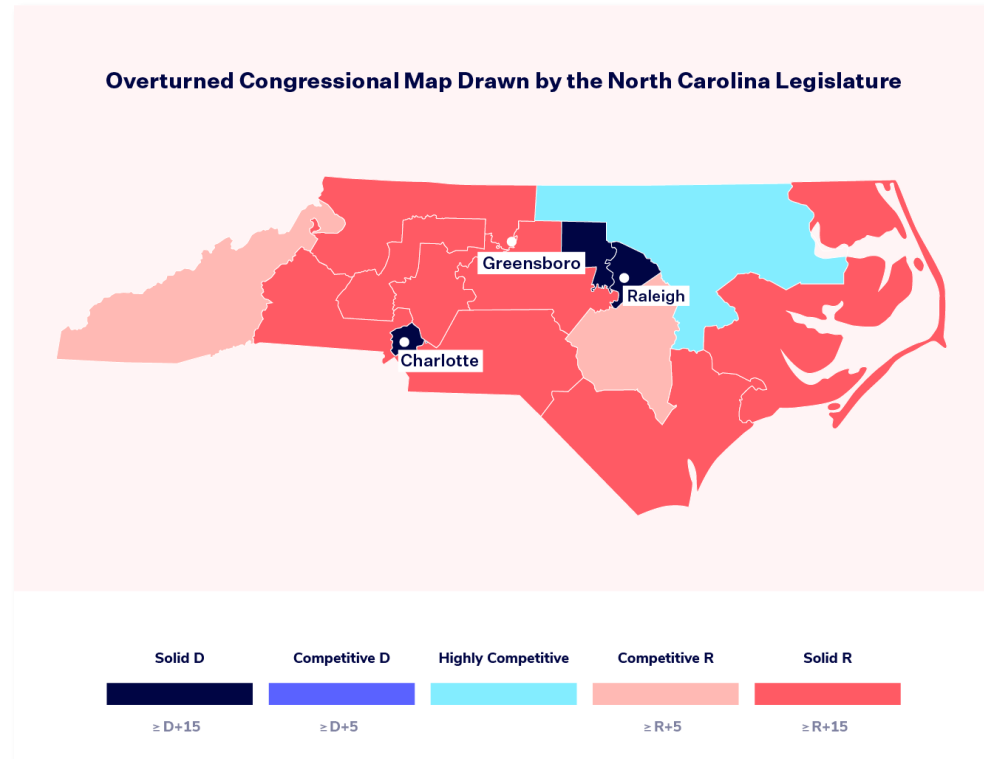 Overturned Congressional Map Drawn by the North Carolina Legislature
Greensboro
Raleigh
Charlotte
Solid D
Competitive D
Highly Competitive
Competitive R
Solid R
≥ D+15
≥ D+5
≥ R+5
≥ R+15